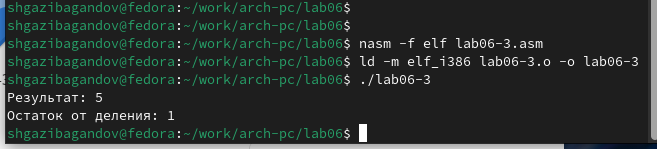 shgazibagandov@fedora:~/work/arch-pc/lab06$
shgazibagandov@fedora:~/work/arch-pc/lab06$
shgazibagandov@fedora:~/work/arch-pc/lab06$ nasm -f elf lab06-3.asm
shgazibagandov@fedora:~/work/arch-pc/lab06$ ld -m elf_i386 lab06-3.o -o lab06-3
shgazibagandov@fedora:~/work/arch-pc/lab06$ ./lab06-3
Результат: 5
Остаток от деления: 1
shgazibagandov@fedora:~/work/arch-pc/lab06$